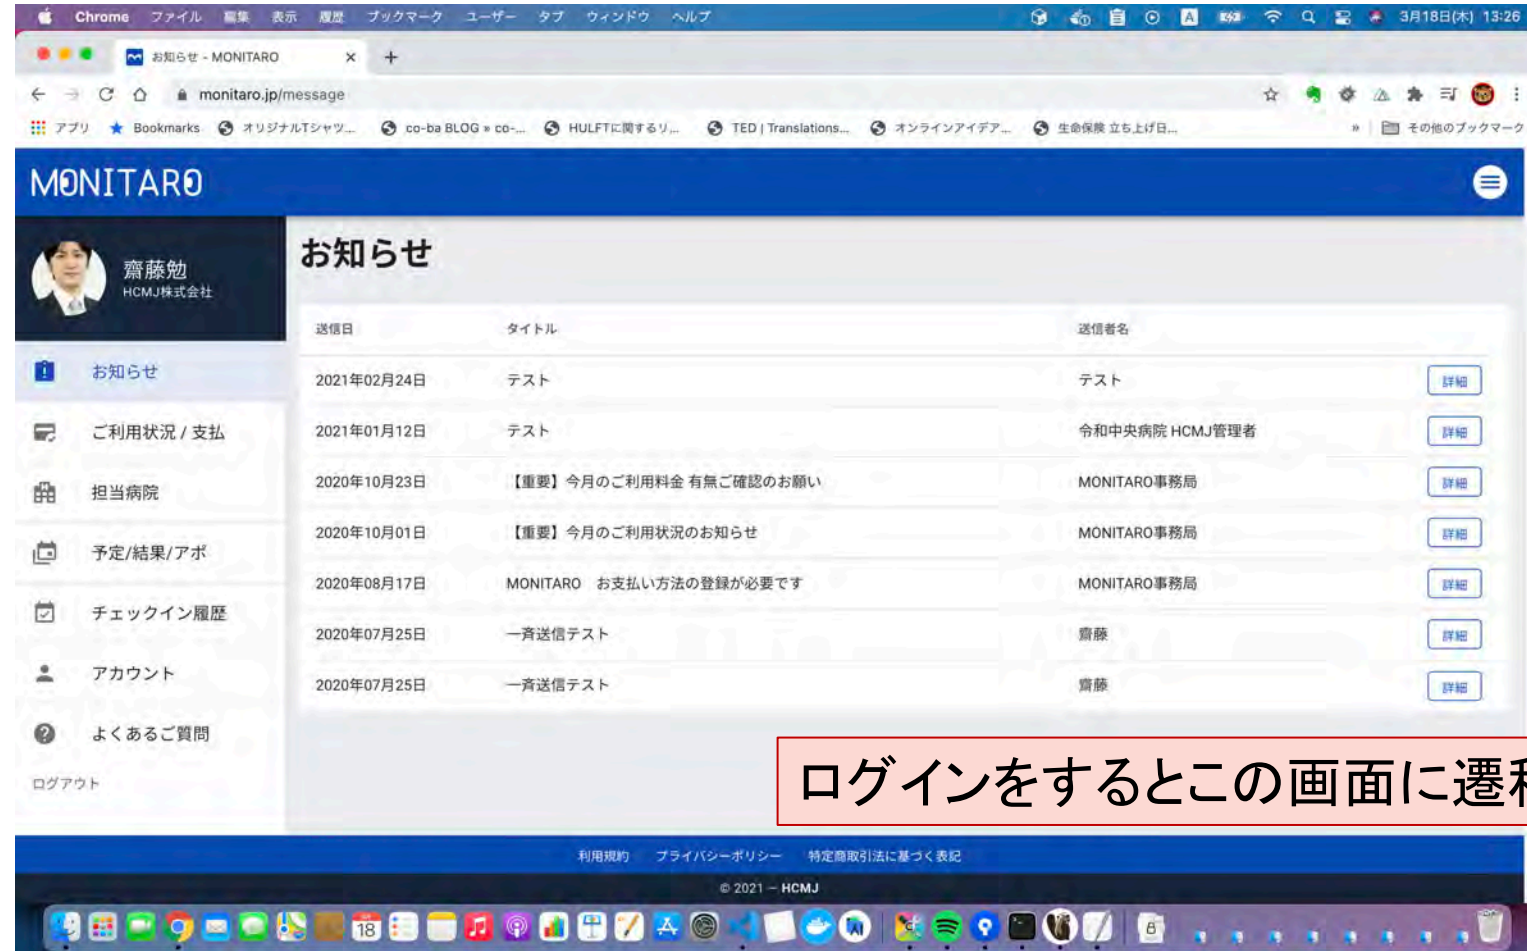 Chrome ファイル 編集 表示 履歴 ブックマーク ユーザー タブ ウィンドウ ヘルプ 3月18日(木) 13:26
お知らせ - MONITARO
monitaro.jp/message
アプリ Bookmarks オリジナルTシャツ... co-ba BLOG » co-... HULFTに関するリ... TED | Translations... オンラインアイデア... 生命保険 立ち上げ日... » その他のブックマーク
MONITARO
齋藤勉
HCMJ株式会社
お知らせ
ご利用状況 / 支払
担当病院
予定/結果/アポ
チェックイン履歴
アカウント
よくあるご質問
ログアウト
お知らせ
送信日 タイトル 送信者名
2021年02月24日 テスト テスト 詳細
2021年01月12日 テスト 令和中央病院 HCMJ管理者 詳細
2020年10月23日 【重要】今月のご利用料金 有無ご確認のお願い MONITARO事務局 詳細
2020年10月01日 【重要】今月のご利用状況のお知らせ MONITARO事務局 詳細
2020年08月17日 MONITARO お支払い方法の登録が必要です MONITARO事務局 詳細
2020年07月25日 一斉送信テスト 齋藤 詳細
2020年07月25日 一斉送信テスト 齋藤 詳細
ログインをするとこの画面に遷
利用規約 プライバシーポリシー 特定商取引法に基づく表記
© 2021 — HCMJ
18